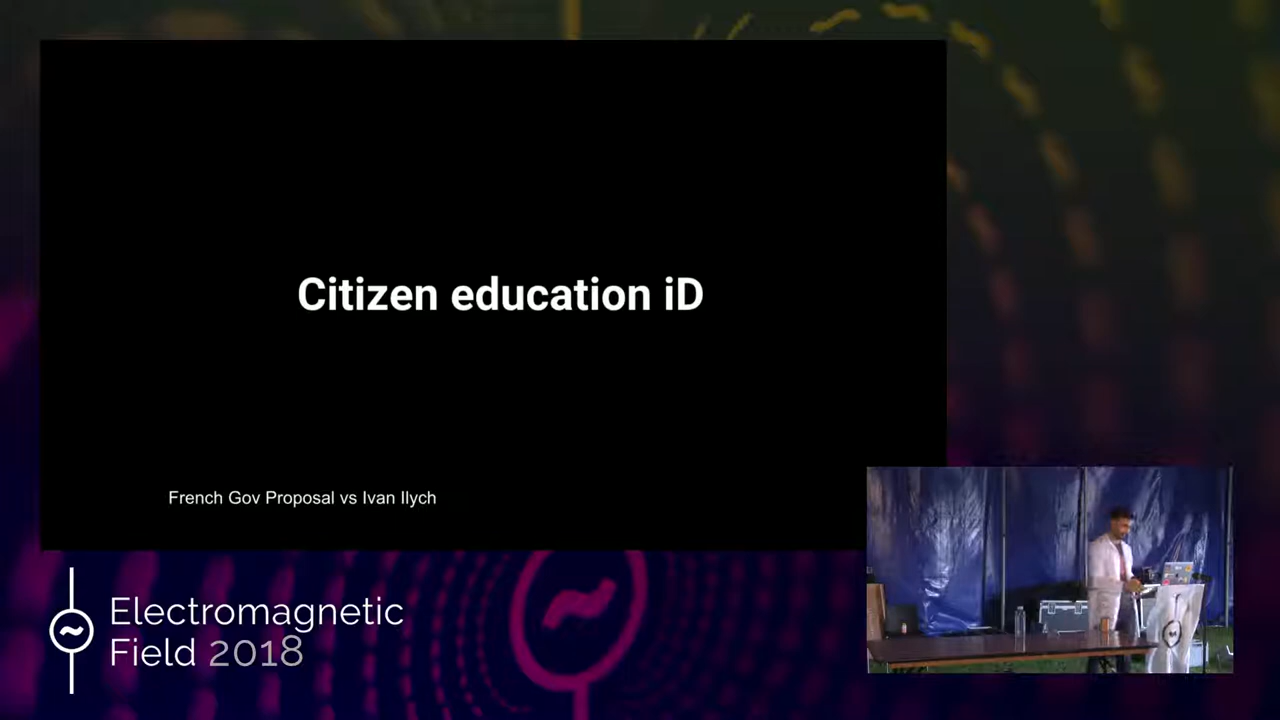 Citizen education iD
French Gov Proposal vs Ivan Ilych
Electromagnetic
Field 2018